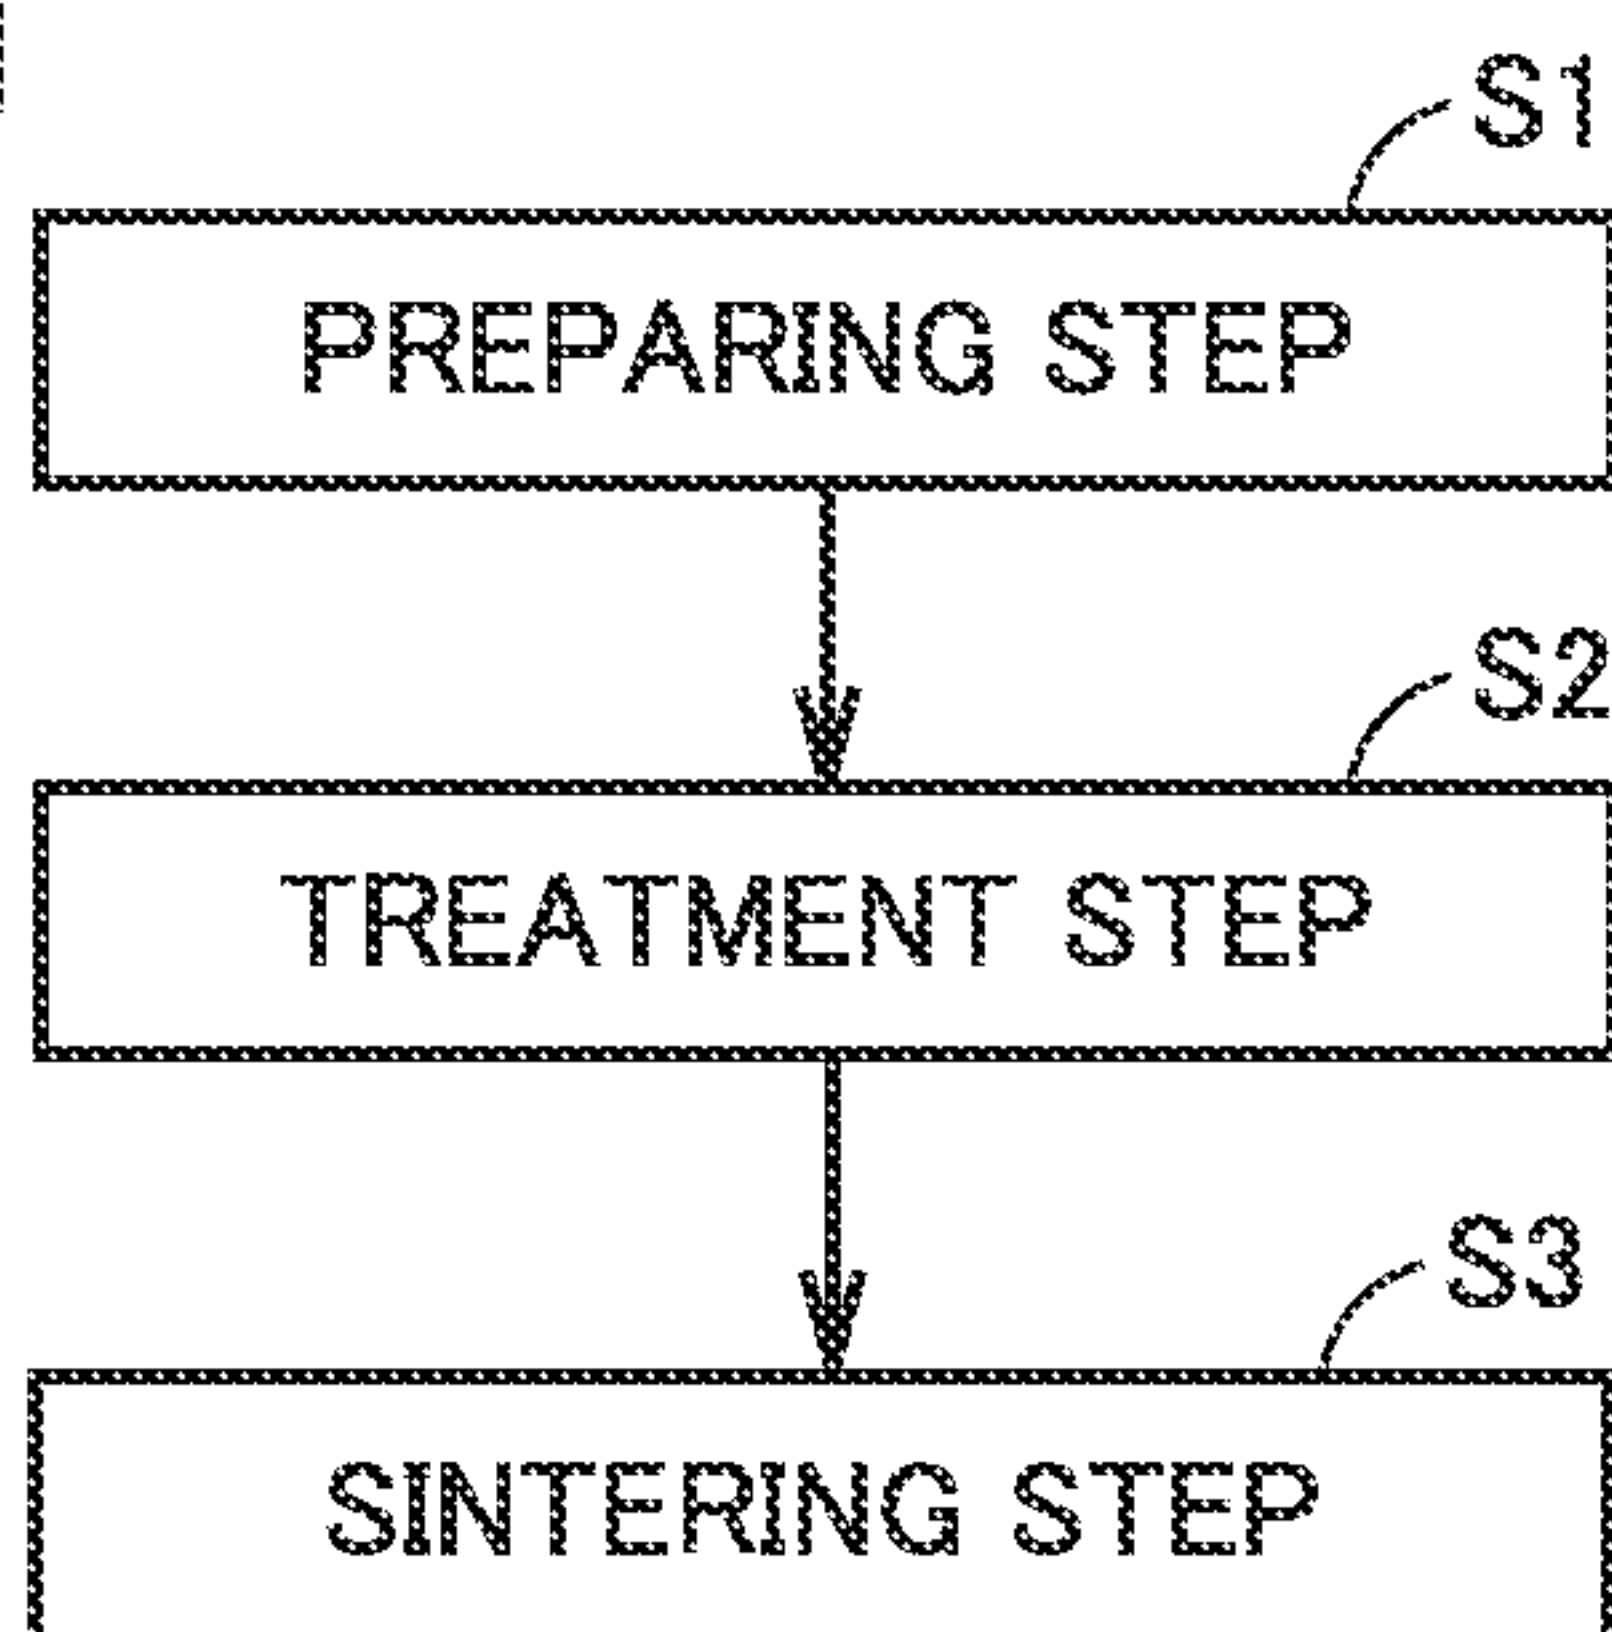 S1
PREPARING STEP
S2
TREATMENT STEP
S3
SINTERING STEP